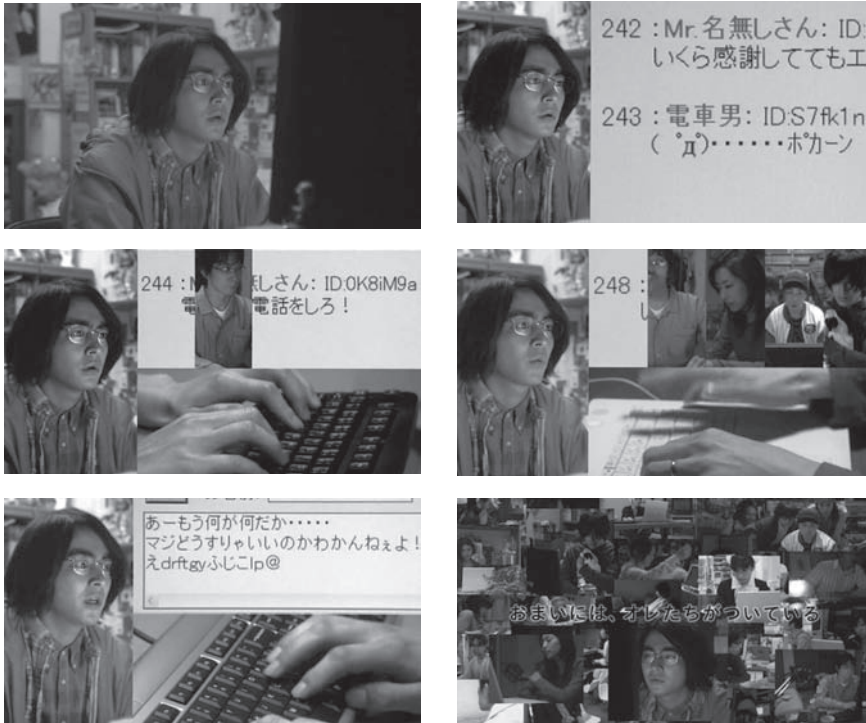 242 :Mr.名無しさん: ID:
いくら感謝しててもエ
243 :電車男: ID:S7fk1n
( ﾟд゚)‥‥‥ポカーン
244 : しさん: ID:0K8iM9a
電話をしろ！
248 :
あーもう何が何だか‥‥‥
マジどうすりゃいいのかわかんねぇよ！
えdrftgyふじこlp@
おまいには、オレたちがついている